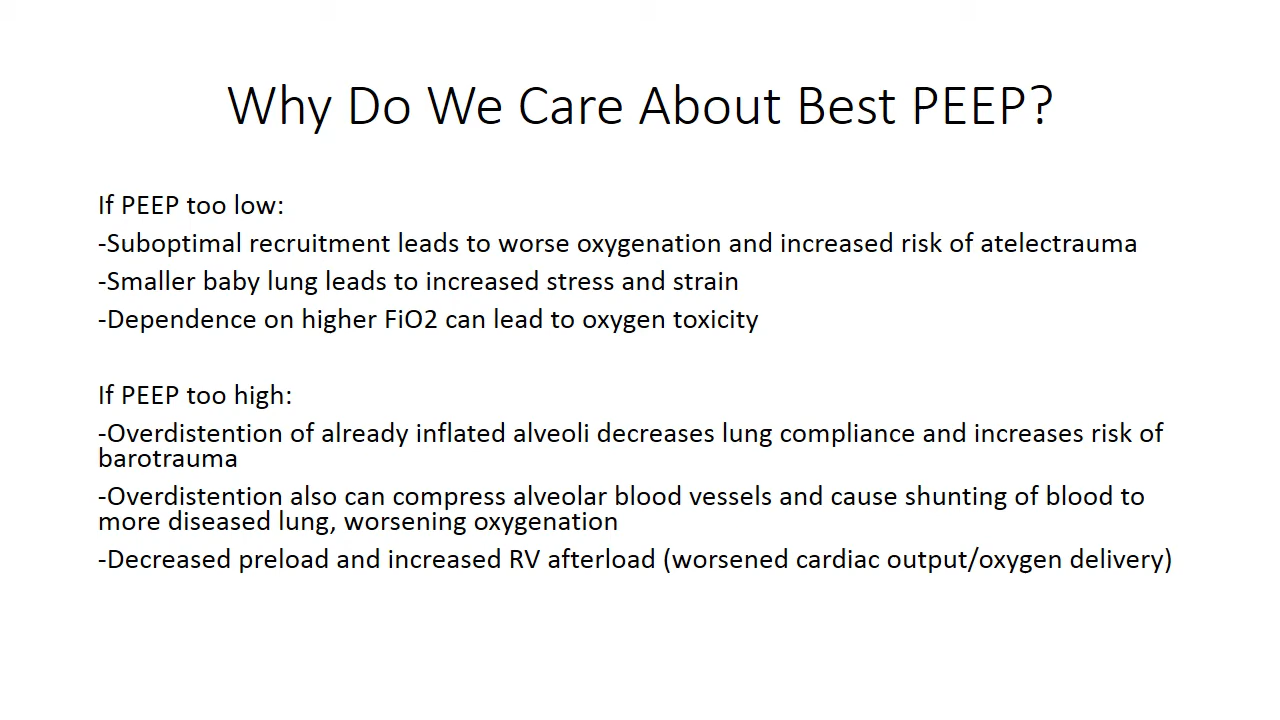 Why Do We Care About Best PEEP?
If PEEP too low:
-Suboptimal recruitment leads to worse oxygenation and increased risk of atelectrauma
-Smaller baby lung leads to increased stress and strain
-Dependence on higher FiO2 can lead to oxygen toxicity
If PEEP too high:
-Overdistention of already inflated alveoli decreases lung compliance and increases risk of
barotrauma
-Overdistention also can compress alveolar blood vessels and cause shunting of blood to
more diseased lung, worsening oxygenation
-Decreased preload and increased RV afterload (worsened cardiac output/oxygen delivery)